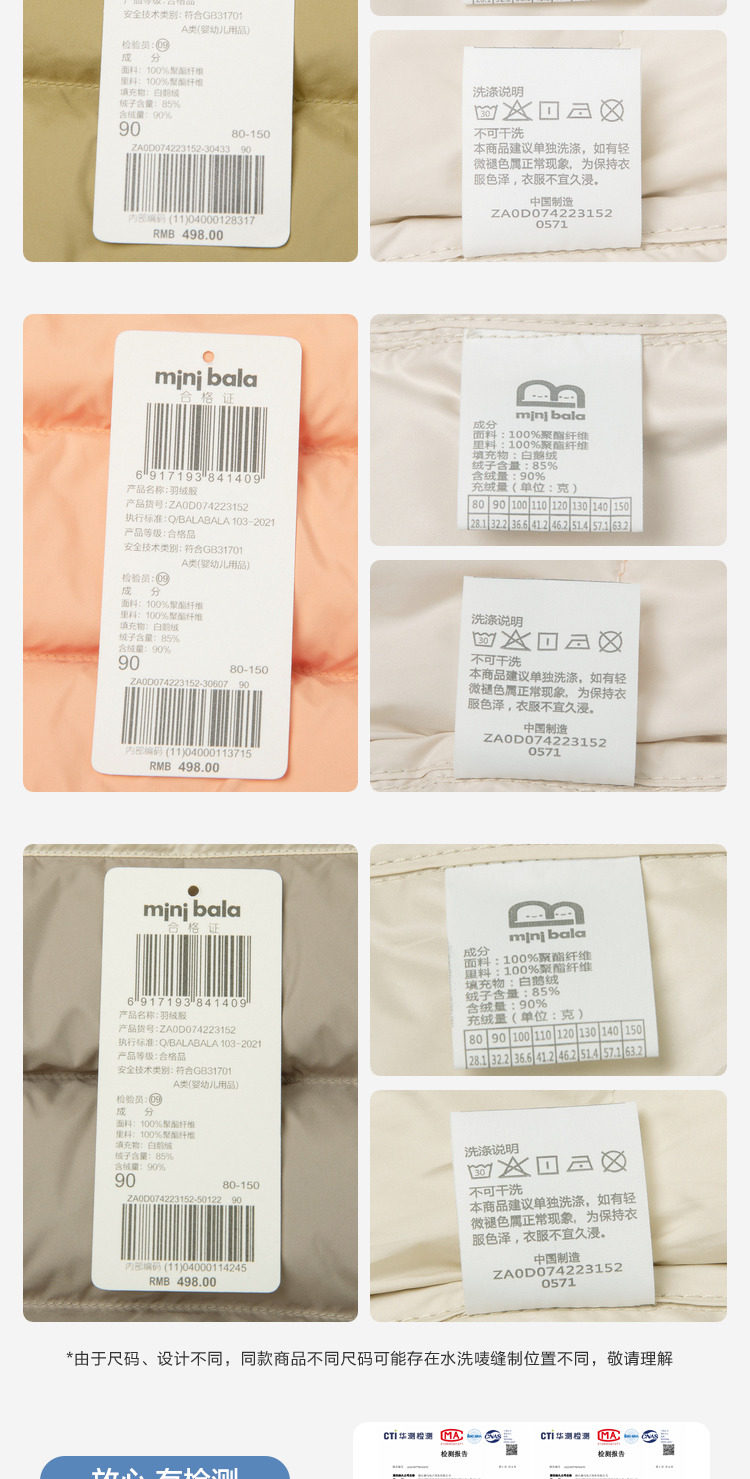 安全技术类别：符合GB31701
A类(婴幼儿用品)
检验员：09
成 分
面料：100%聚酯纤维
里料：100%聚酯纤维
填充物：白鹅绒
绒子含量：85%
含绒量：90%
90
80-150
ZA0D074223152-30433 90
内部编码 (11)04000128317
RMB 498.00
洗涤说明
30
不可干洗
本商品建议单独洗涤，如有轻
微褪色属正常现象，为保持衣
服色泽，衣服不宜久浸。
中国制造
ZA0D074223152
0571
mini bala
合格证
6 917193 841409
产品名称：羽绒服
产品货号：ZA0D074223152
执行标准：Q/BALABALA 103-2021
产品等级：合格品
安全技术类别：符合GB31701
A类(婴幼儿用品)
检验员：09
成 分
面料：100%聚酯纤维
里料：100%聚酯纤维
填充物：白鹅绒
绒子含量：85%
含绒量：90%
90
80-150
ZA0D074223152-30607 90
内部编码 (11)04000113715
RMB 498.00
mini bala
成分
面料：100%聚酯纤维
里料：100%聚酯纤维
填充物：白鹅绒
绒子含量：85%
含绒量：90%
充绒量（单位：克）
80 90 100 110 120 130 140 150
28.1 32.2 36.6 41.2 46.2 51.4 57.1 63.2
洗涤说明
30
不可干洗
本商品建议单独洗涤，如有轻
微褪色属正常现象，为保持衣
服色泽，衣服不宜久浸。
中国制造
ZA0D074223152
0571
mini bala
合格证
6 917193 841409
产品名称：羽绒服
产品货号：ZA0D074223152
执行标准：Q/BALABALA 103-2021
产品等级：合格品
安全技术类别：符合GB31701
A类(婴幼儿用品)
检验员：09
成 分
面料：100%聚酯纤维
里料：100%聚酯纤维
填充物：白鹅绒
绒子含量：85%
含绒量：90%
90
80-150
ZA0D074223152-50122 90
内部编码 (11)04000114245
RMB 498.00
mini bala
成分
面料：100%聚酯纤维
里料：100%聚酯纤维
填充物：白鹅绒
绒子含量：85%
含绒量：90%
充绒量（单位：克）
80 90 100 110 120 130 140 150
28.1 32.2 36.6 41.2 46.2 51.4 57.1 63.2
洗涤说明
30
不可干洗
本商品建议单独洗涤，如有轻
微褪色属正常现象，为保持衣
服色泽，衣服不宜久浸。
中国制造
ZA0D074223152
0571
*由于尺码、设计不同，同款商品不同尺码可能存在水洗唛缝制位置不同，敬请理解
CTI 华测检测 MA CNAS
检测报告
CTI 华测检测 MA CNAS
检测报告
放心 有检测